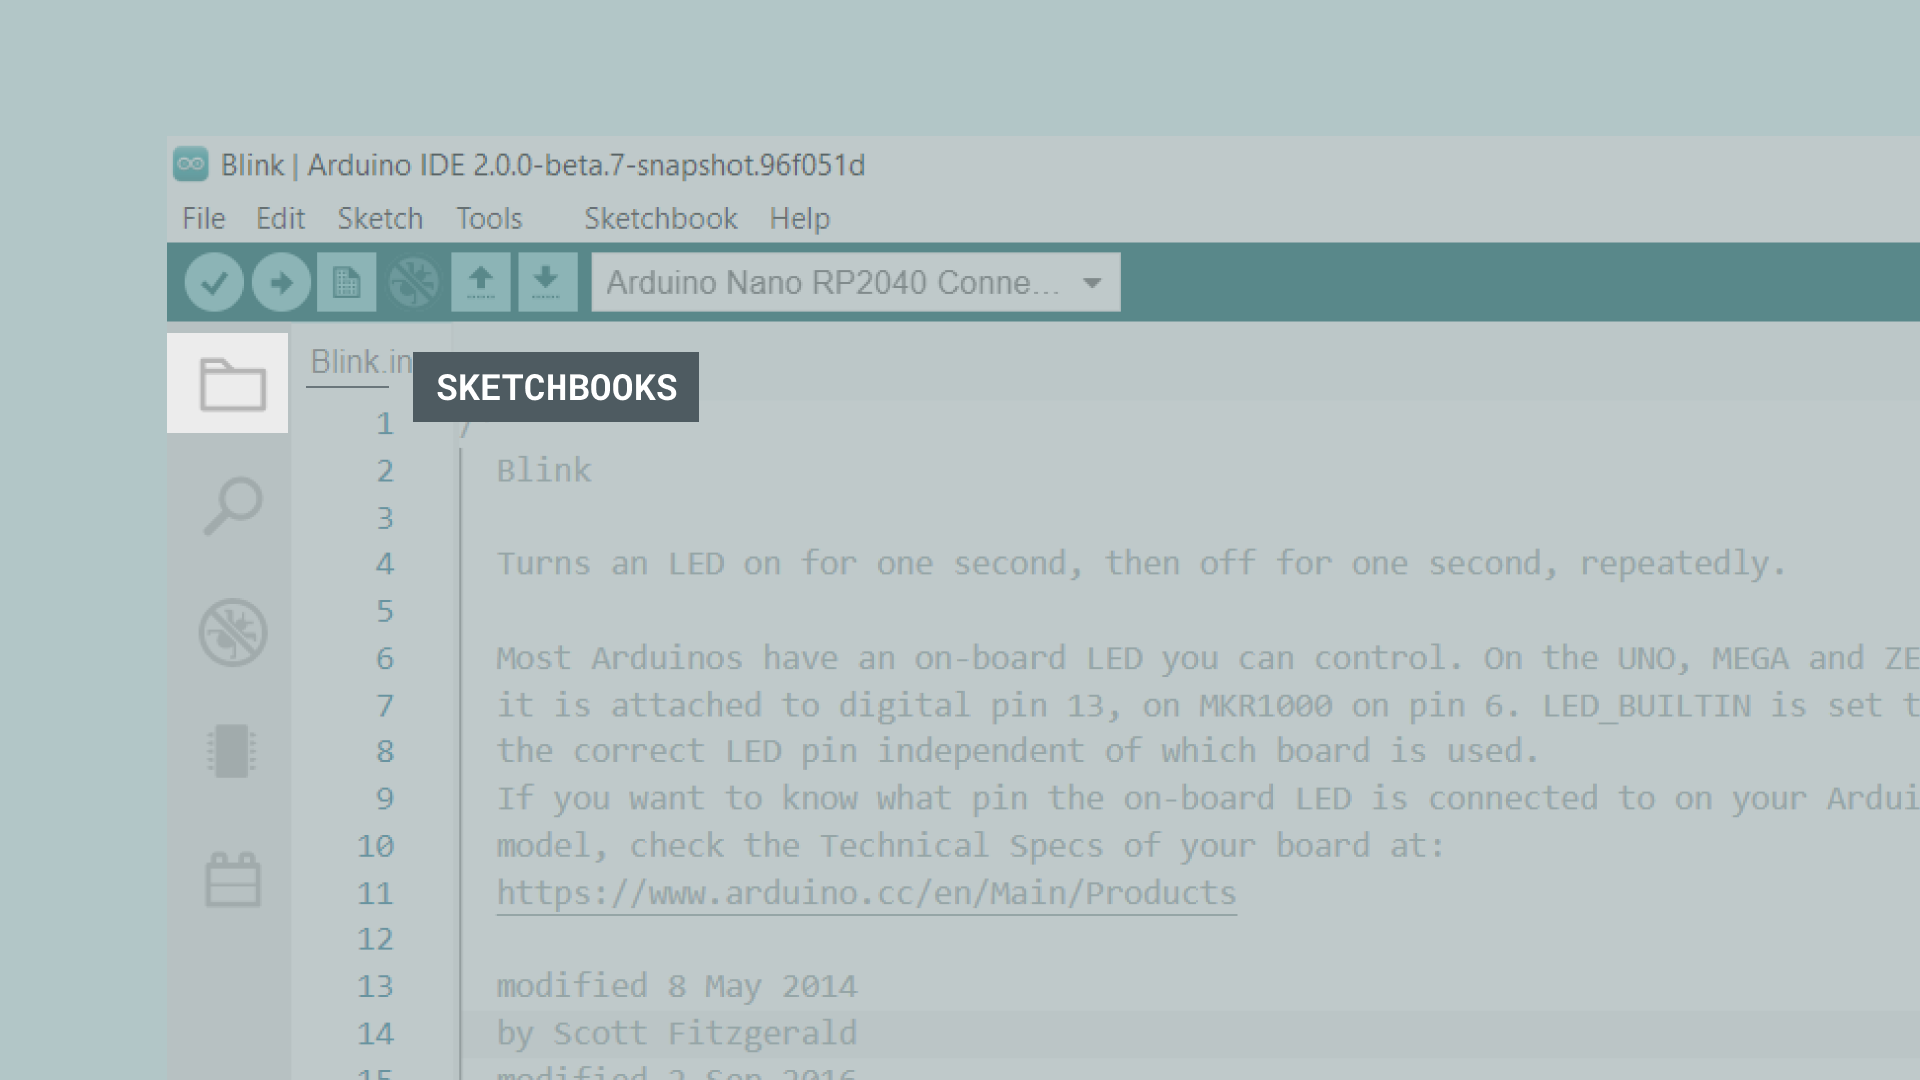 Blink | Arduino IDE 2.0.0-beta.7-snapshot.96f051d
File Edit Sketch Tools Sketchbook Help
Arduino Nano RP2040 Conne...
Blink.in
SKETCHBOOKS
1 /
2 Blink
3
4 Turns an LED on for one second, then off for one second, repeatedly.
5
6 Most Arduinos have an on-board LED you can control. On the UNO, MEGA and ZE
7 it is attached to digital pin 13, on MKR1000 on pin 6. LED_BUILTIN is set t
8 the correct LED pin independent of which board is used.
9 If you want to know what pin the on-board LED is connected to on your Ardui
10 model, check the Technical Specs of your board at:
11 https://www.arduino.cc/en/Main/Products
12
13 modified 8 May 2014
14 by Scott Fitzgerald
15 modified 2 Sep 2016